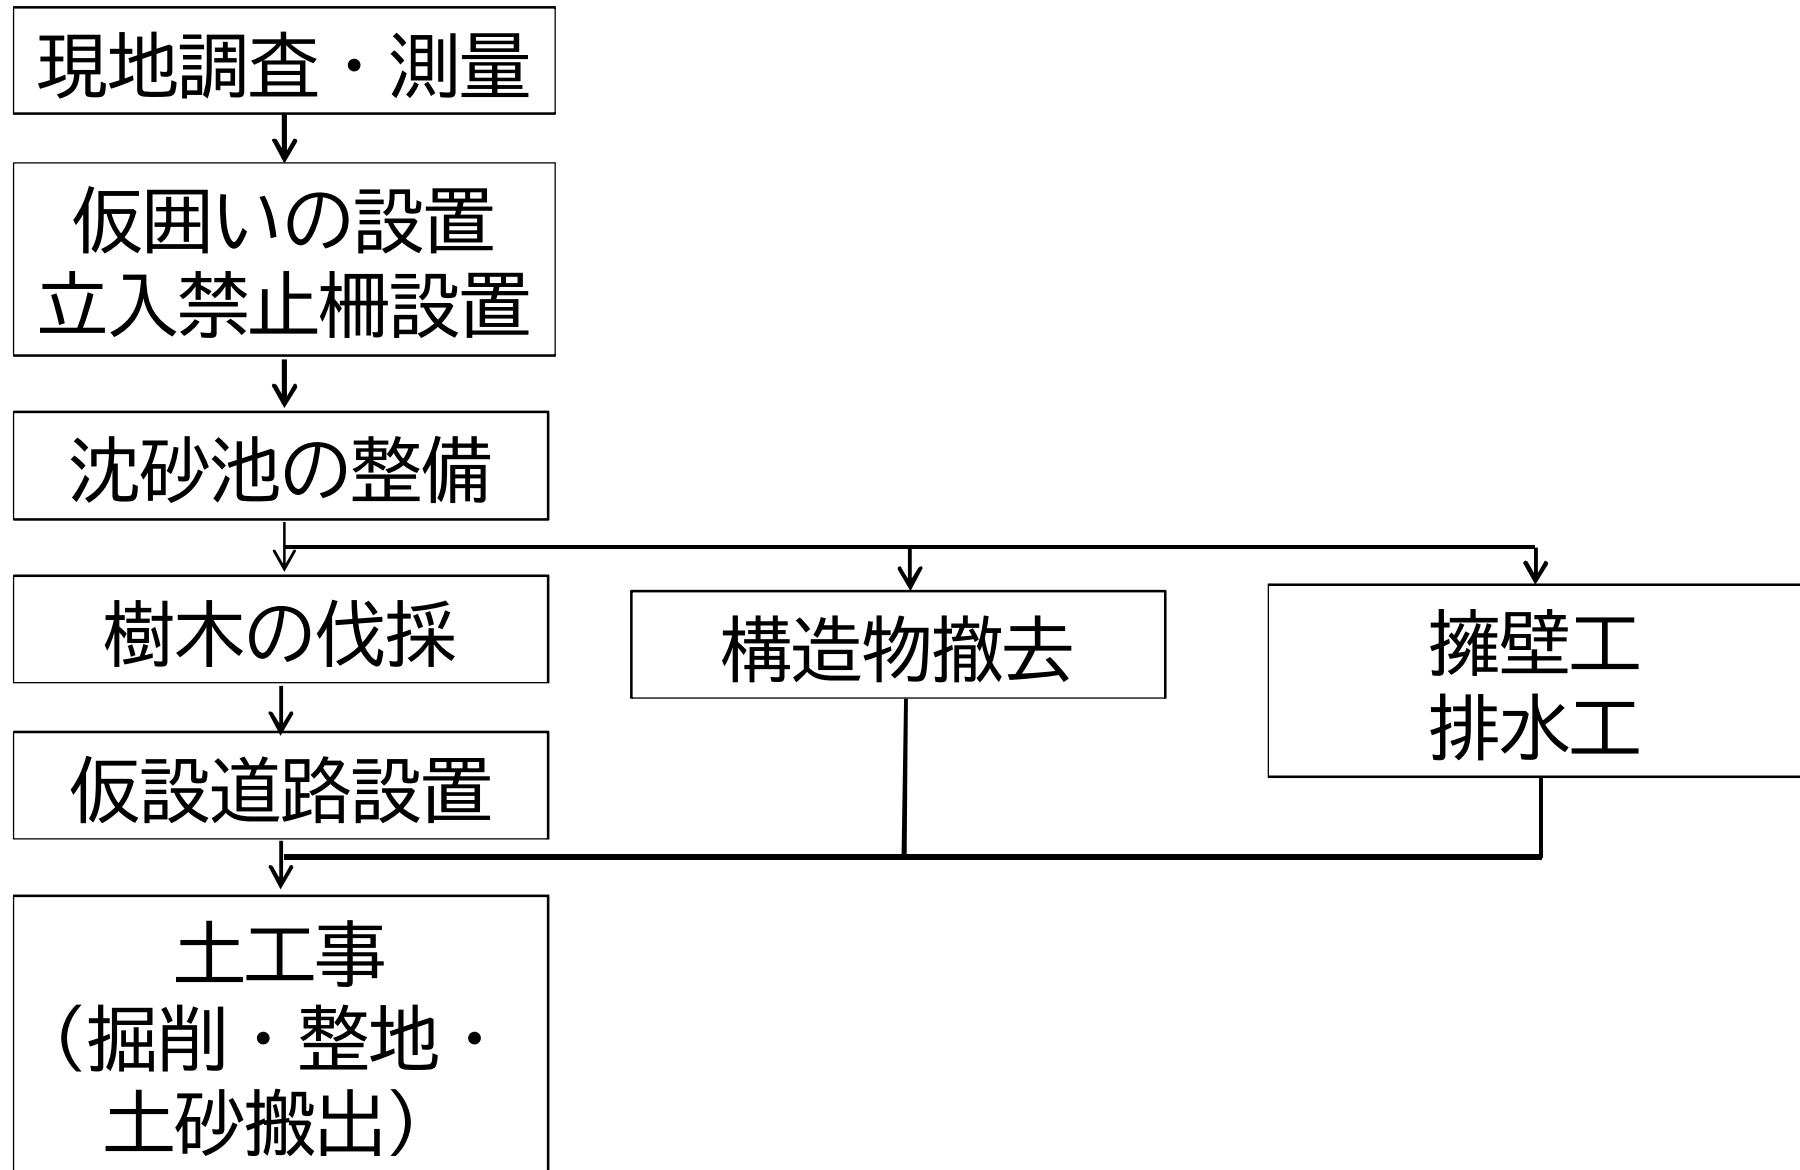 現地調査・測量
仮囲いの設置
立入禁止柵設置
沈砂池の整備
樹木の伐採
構造物撤去
擁壁工
排水工
仮設道路設置
土工事
（掘削・整地・
土砂搬出）